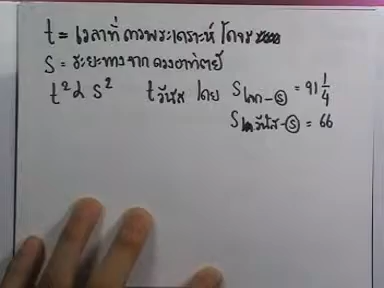 t = เวลาที่ ดาวพระเคราะห์ โคจร
S = ระยะทางจาก ดวงอาทิตย์
t² α S² t วีนัส โดย S โลก-Ⓢ = 91 1/4
S วีนัส-Ⓢ = 66